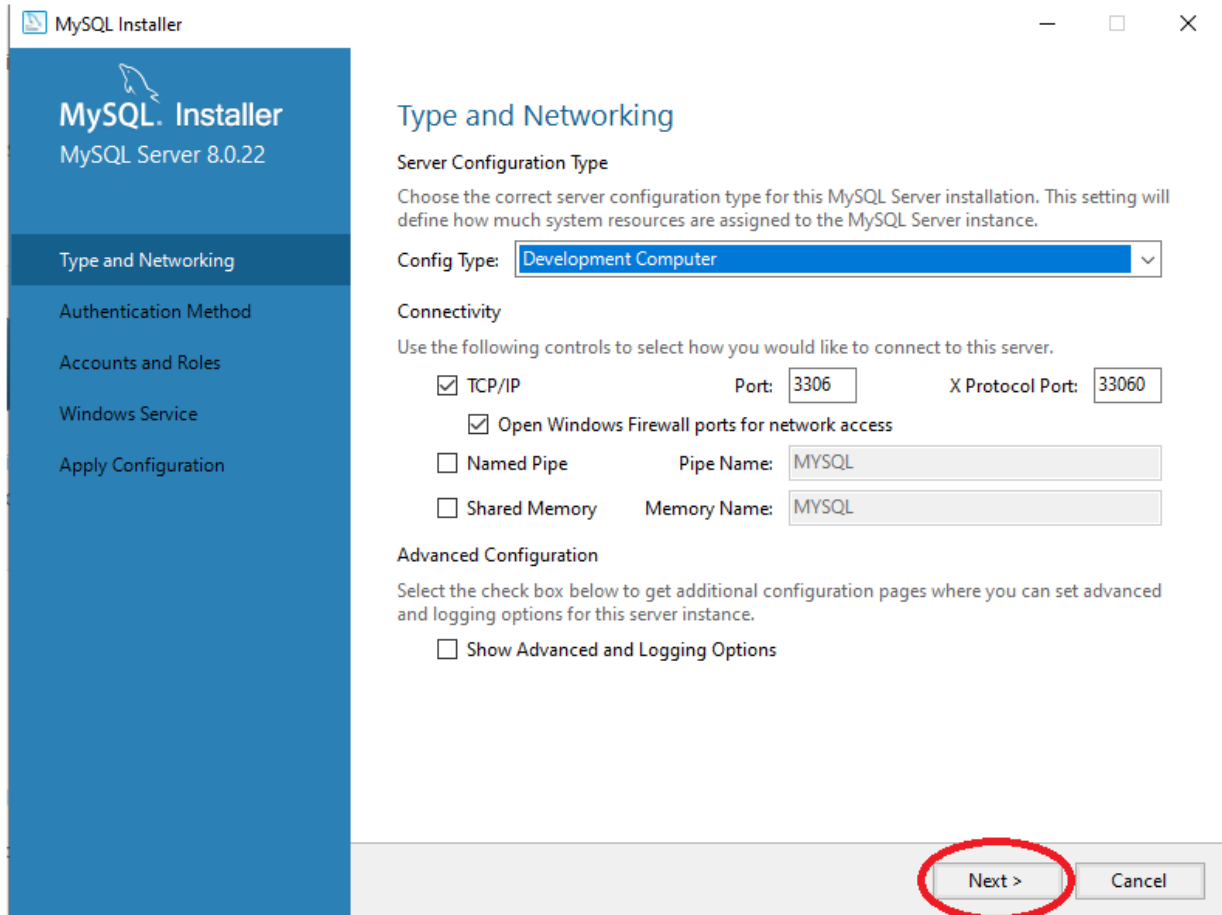 MySQL Installer
MySQL. Installer
MySQL Server 8.0.22
Type and Networking
Authentication Method
Accounts and Roles
Windows Service
Apply Configuration
Type and Networking
Server Configuration Type
Choose the correct server configuration type for this MySQL Server installation. This setting will
define how much system resources are assigned to the MySQL Server instance.
Config Type: Development Computer
Connectivity
Use the following controls to select how you would like to connect to this server.
TCP/IP Port: 3306 X Protocol Port: 33060
Open Windows Firewall ports for network access
Named Pipe Pipe Name: MYSQL
Shared Memory Memory Name: MYSQL
Advanced Configuration
Select the check box below to get additional configuration pages where you can set advanced
and logging options for this server instance.
Show Advanced and Logging Options
Next > Cancel